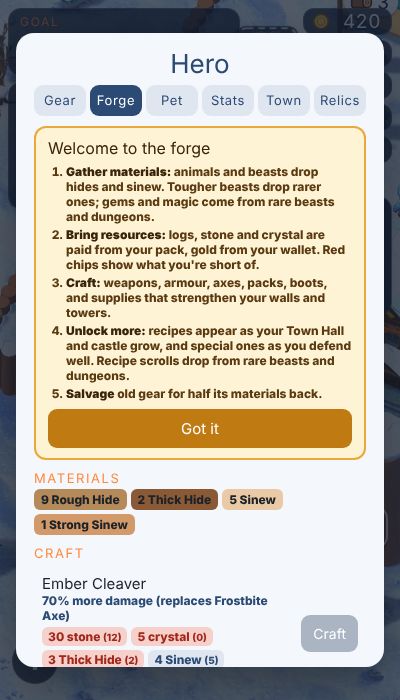 GOAL
420
Hero
Gear Forge Pet Stats Town Relics
Welcome to the forge
1. Gather materials: animals and beasts drop
hides and sinew. Tougher beasts drop rarer
ones; gems and magic come from rare beasts
and dungeons.
2. Bring resources: logs, stone and crystal are
paid from your pack, gold from your wallet. Red
chips show what you're short of.
3. Craft: weapons, armour, axes, packs, boots,
and supplies that strengthen your walls and
towers.
4. Unlock more: recipes appear as your Town Hall
and castle grow, and special ones as you defend
well. Recipe scrolls drop from rare beasts and
dungeons.
5. Salvage old gear for half its materials back.
Got it
MATERIALS
9 Rough Hide 2 Thick Hide 5 Sinew
1 Strong Sinew
CRAFT
Ember Cleaver
70% more damage (replaces Frostbite
Axe)
30 stone (12) 5 crystal (0)
Craft
3 Thick Hide (2) 4 Sinew (5)